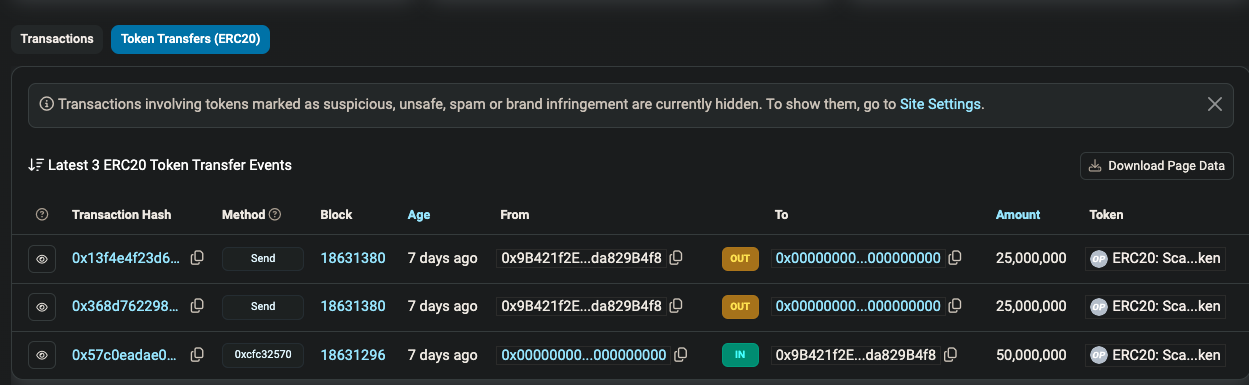 Transactions Token Transfers (ERC20)
Transactions involving tokens marked as suspicious, unsafe, spam or brand infringement are currently hidden. To show them, go to Site Settings.
Latest 3 ERC20 Token Transfer Events Download Page Data
Transaction Hash Method Block Age From To Amount Token
0x13f4e4f23d6... Send 18631380 7 days ago 0x9B421f2E...da829B4f8 OUT 0x00000000...000000000 25,000,000 OP ERC20: Sca...ken
0x368d762298... Send 18631380 7 days ago 0x9B421f2E...da829B4f8 OUT 0x00000000...000000000 25,000,000 OP ERC20: Sca...ken
0x57c0eadae0... 0xcfc32570 18631296 7 days ago 0x00000000...000000000 IN 0x9B421f2E...da829B4f8 50,000,000 OP ERC20: Sca...ken